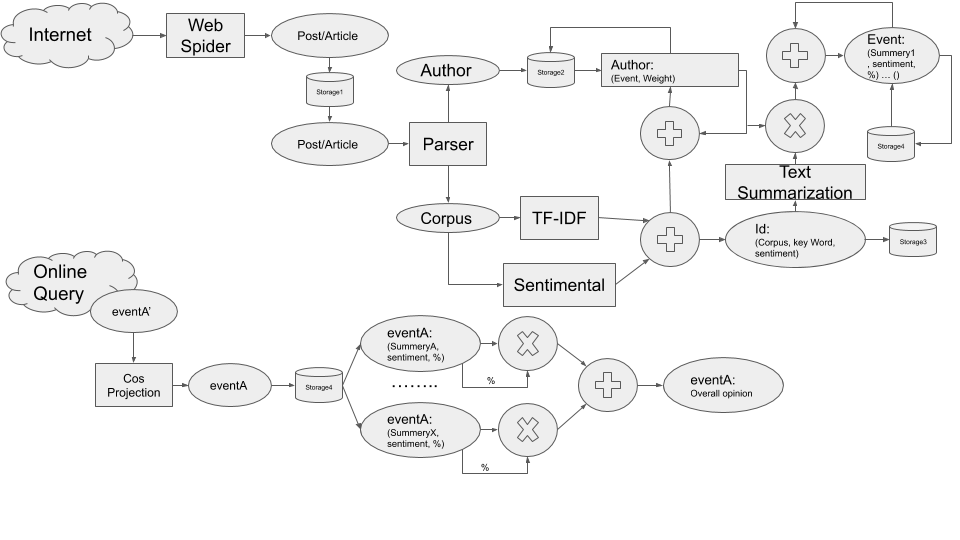 Internet
Web
Spider
Post/Article
Storage1
Post/Article
Parser
Author
Storage2
Author:
(Event, Weight)
Event:
(Summery1
, sentiment,
%) ... ()
Storage4
Text
Summarization
Corpus
TF-IDF
Sentimental
Id:
(Corpus, key Word,
sentiment)
Storage3
Online
Query
eventA'
Cos
Projection
eventA
Storage4
eventA:
(SummeryA,
sentiment, %)
%
........
eventA:
(SummeryX,
sentiment, %)
%
eventA:
Overall opinion